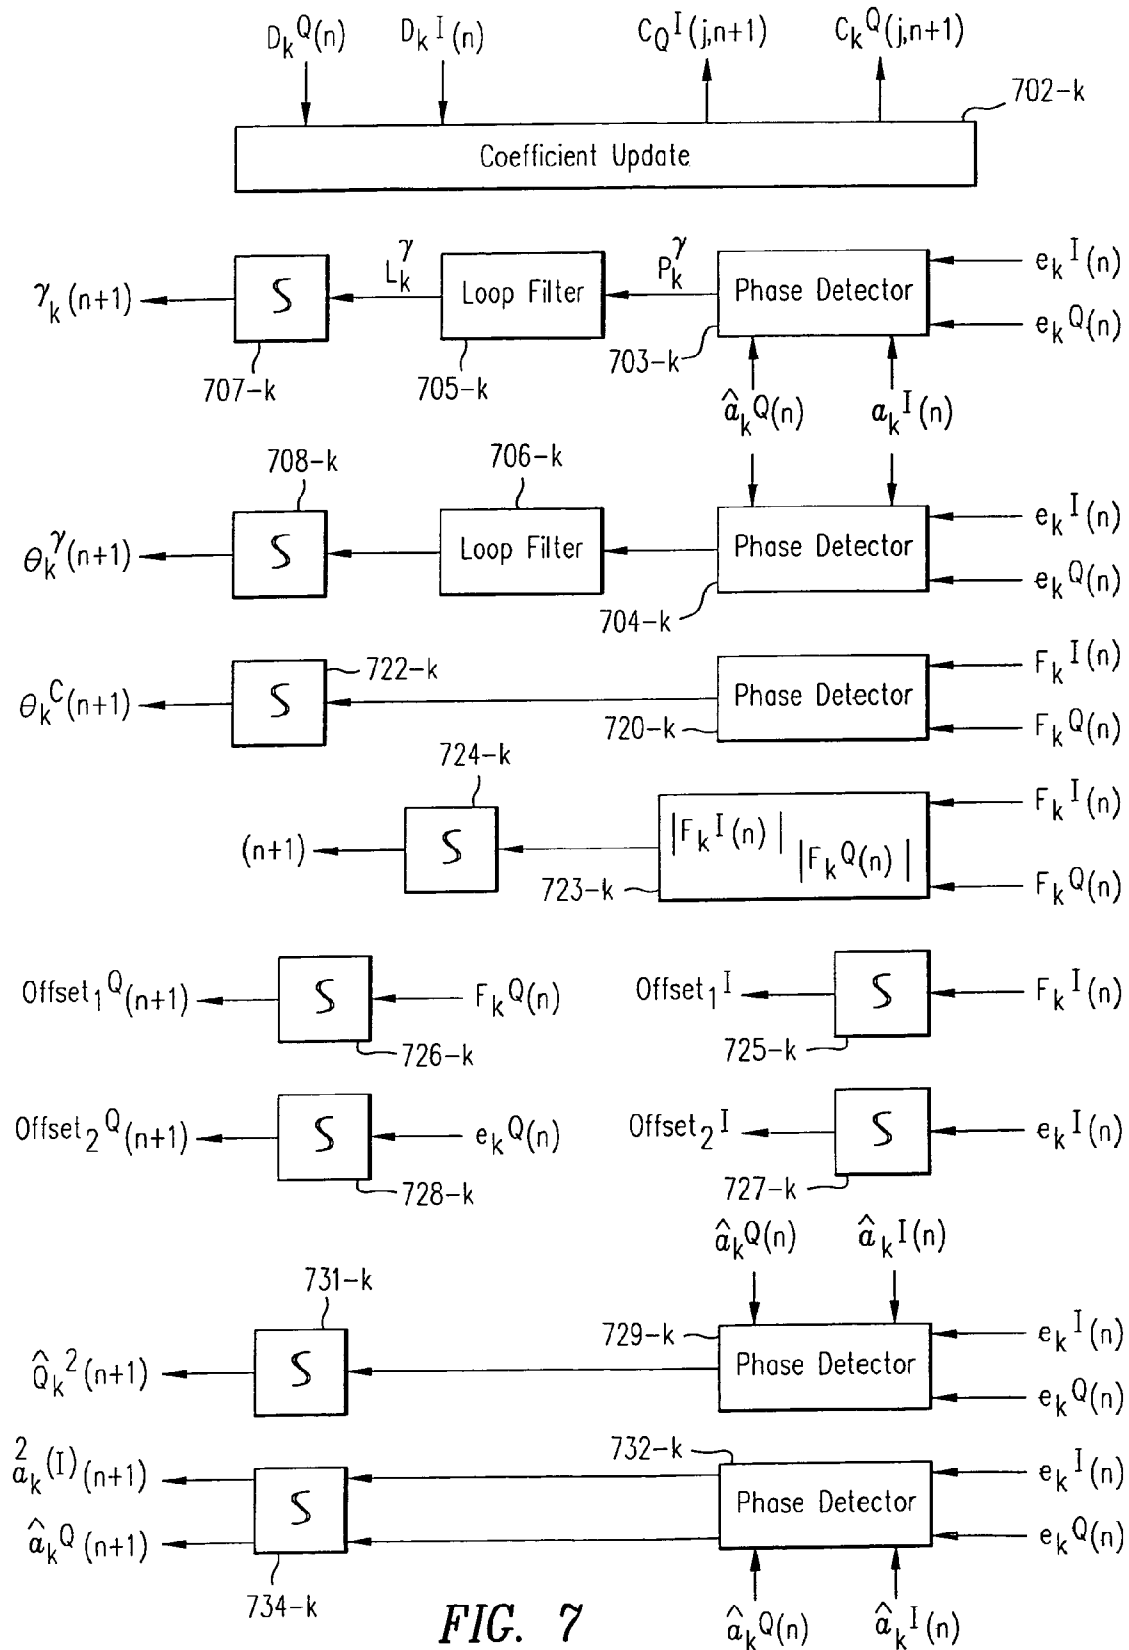 D_k^Q(n) D_k^I(n) C_Q^I(j,n+1) C_k^Q(j,n+1)
702-k
Coefficient Update
γ_k(n+1) S L_k^γ Loop Filter P_k^γ Phase Detector e_k^I(n)
e_k^Q(n)
707-k 705-k 703-k
â_k^Q(n) a_k^I(n)
708-k 706-k
θ_k^γ(n+1) S Loop Filter Phase Detector e_k^I(n)
e_k^Q(n)
704-k
722-k
θ_k^C(n+1) S Phase Detector F_k^I(n)
F_k^Q(n)
720-k
724-k
(n+1) S |F_k^I(n)| |F_k^Q(n)| F_k^I(n)
F_k^Q(n)
723-k
Offset_1^Q(n+1) S F_k^Q(n) Offset_1^I S F_k^I(n)
726-k 725-k
Offset_2^Q(n+1) S e_k^Q(n) Offset_2^I S e_k^I(n)
728-k 727-k
â_k^Q(n) â_k^I(n)
731-k
729-k
Q̂_k^2(n+1) S Phase Detector e_k^I(n)
e_k^Q(n)
732-k
2
a_k^(I)(n+1) S Phase Detector e_k^I(n)
â_k^Q(n+1) e_k^Q(n)
734-k
â_k^Q(n) â_k^I(n)
FIG. 7